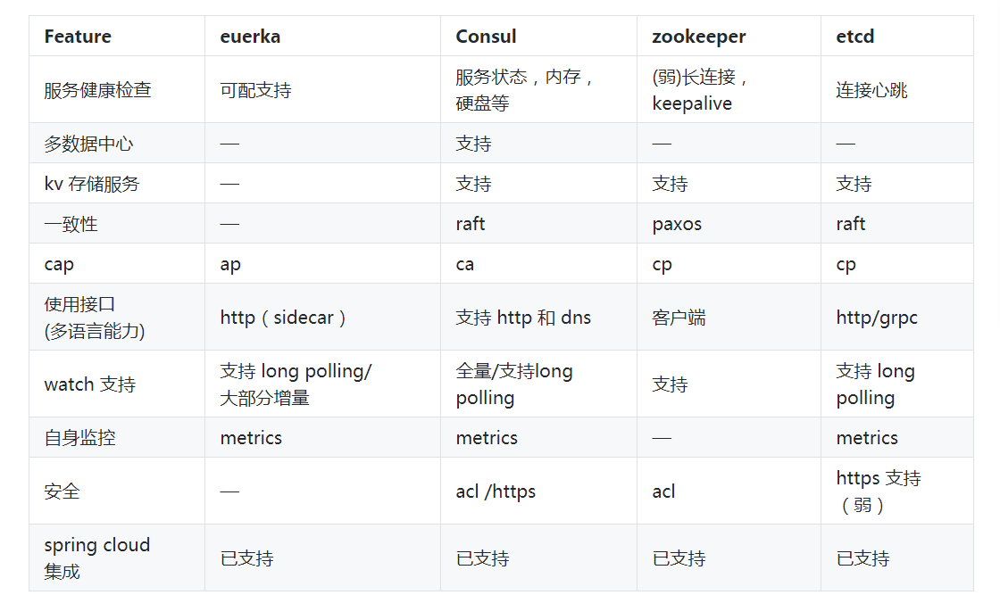 Feature euerka Consul zookeeper etcd
服务健康检查 可配支持 服务状态，内存，
硬盘等 (弱)长连接，
keepalive 连接心跳
多数据中心 — 支持 — —
kv 存储服务 — 支持 支持 支持
一致性 — raft paxos raft
cap ap ca cp cp
使用接口
(多语言能力) http（sidecar） 支持 http 和 dns 客户端 http/grpc
watch 支持 支持 long polling/
大部分增量 全量/支持long
polling 支持 支持 long
polling
自身监控 metrics metrics — metrics
安全 — acl /https acl https 支持
（弱）
spring cloud
集成 已支持 已支持 已支持 已支持